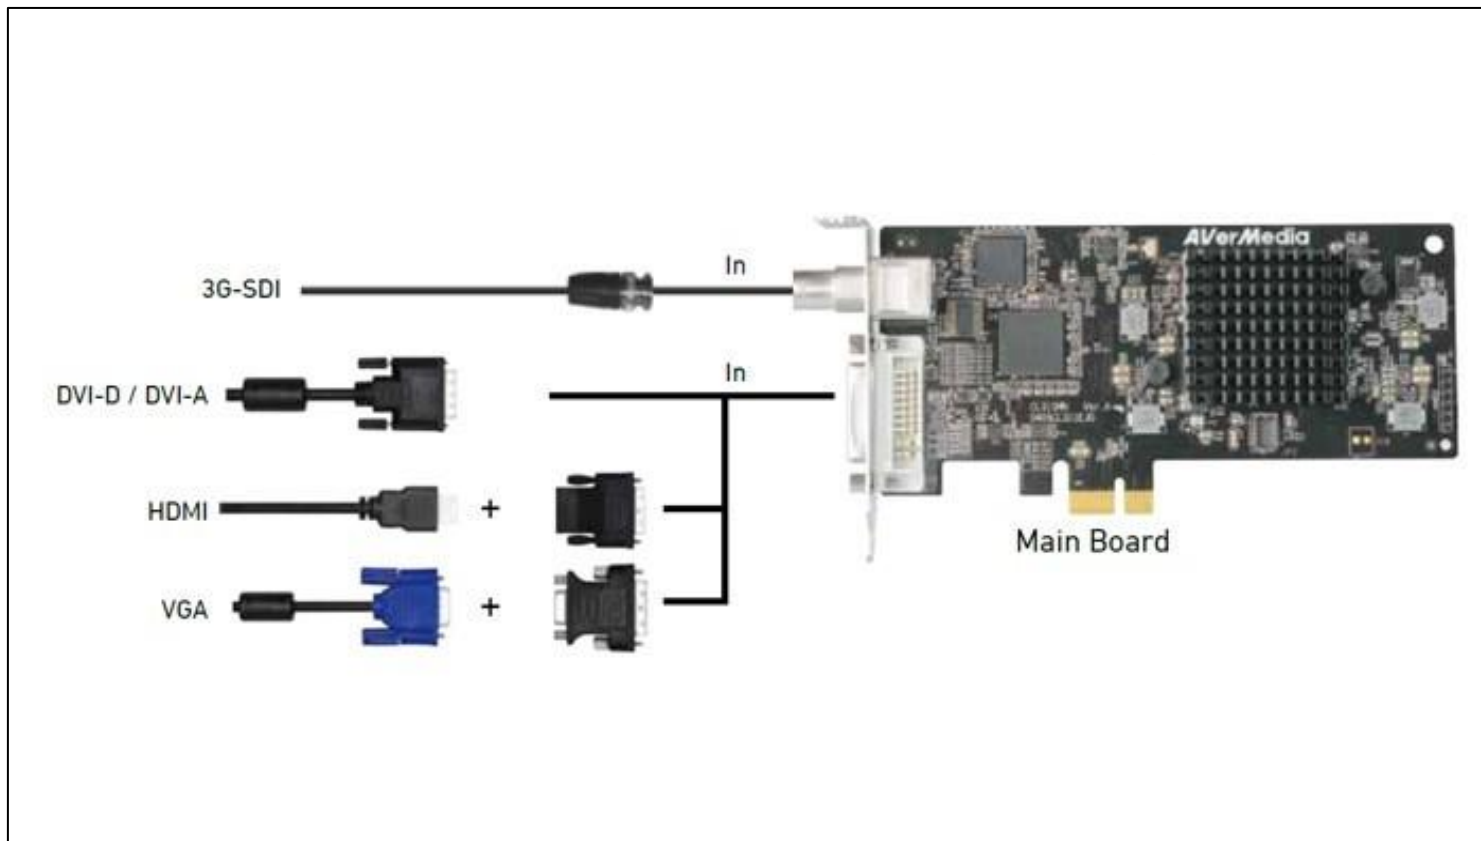 AVerMedia
3G-SDI
In
DVI-D / DVI-A
In
HDMI
+
VGA
+
Main Board